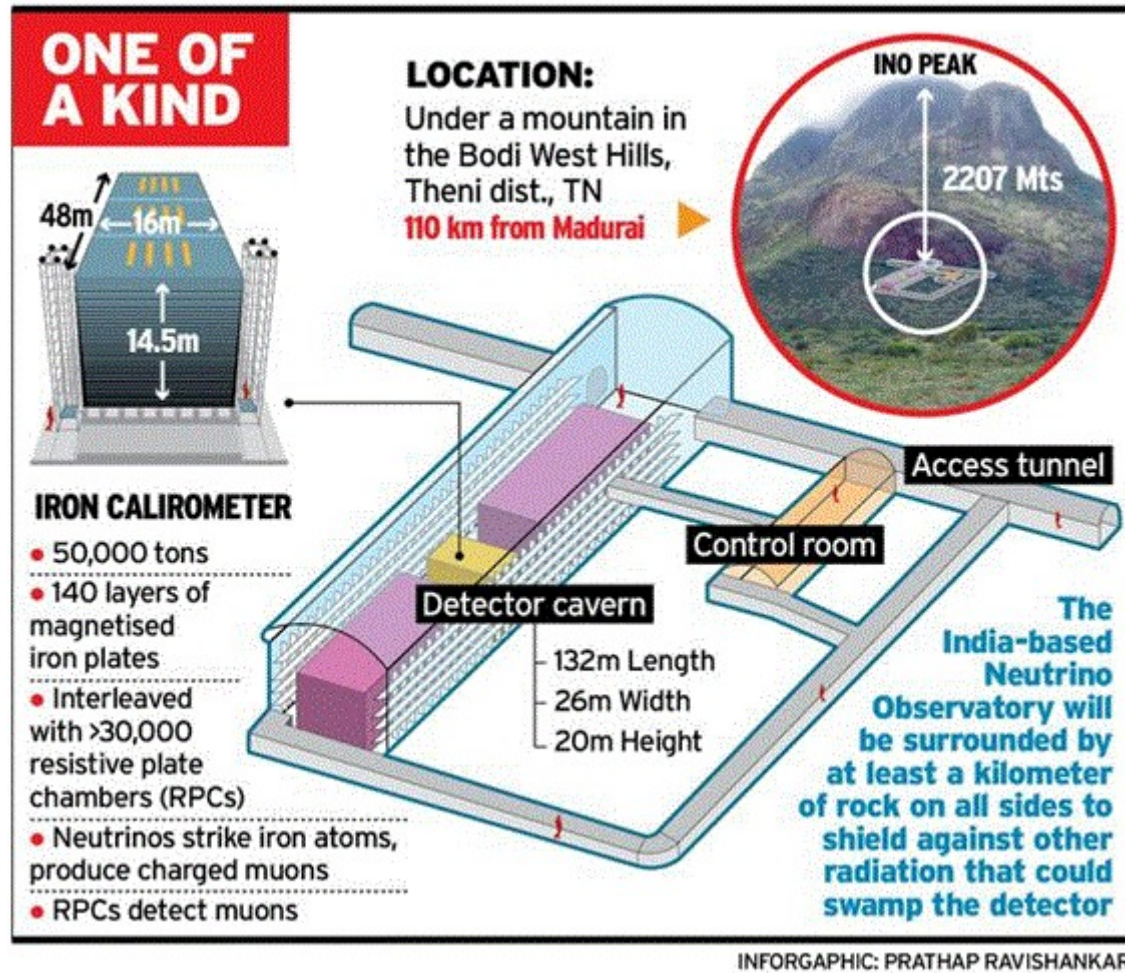 ONE OF
A KIND
48m
16m
14.5m
LOCATION:
Under a mountain in
the Bodi West Hills,
Theni dist., TN
110 km from Madurai
INO PEAK
2207 Mts
IRON CALIROMETER
• 50,000 tons
• 140 layers of
magnetised
iron plates
• Interleaved
with >30,000
resistive plate
chambers (RPCs)
• Neutrinos strike iron atoms,
produce charged muons
• RPCs detect muons
Access tunnel
Control room
Detector cavern
132m Length
26m Width
20m Height
The
India-based
Neutrino
Observatory will
be surrounded by
at least a kilometer
of rock on all sides to
shield against other
radiation that could
swamp the detector
INFORGAPHIC: PRATHAP RAVISHANKAR